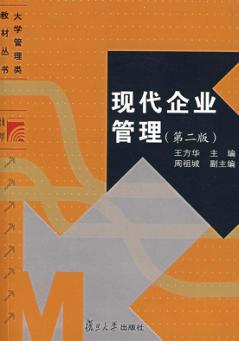 大学管理类
教材丛书
现代企业
管理(第二版)
王方华 主编
周祖城 副主编
M
复旦大学出版社